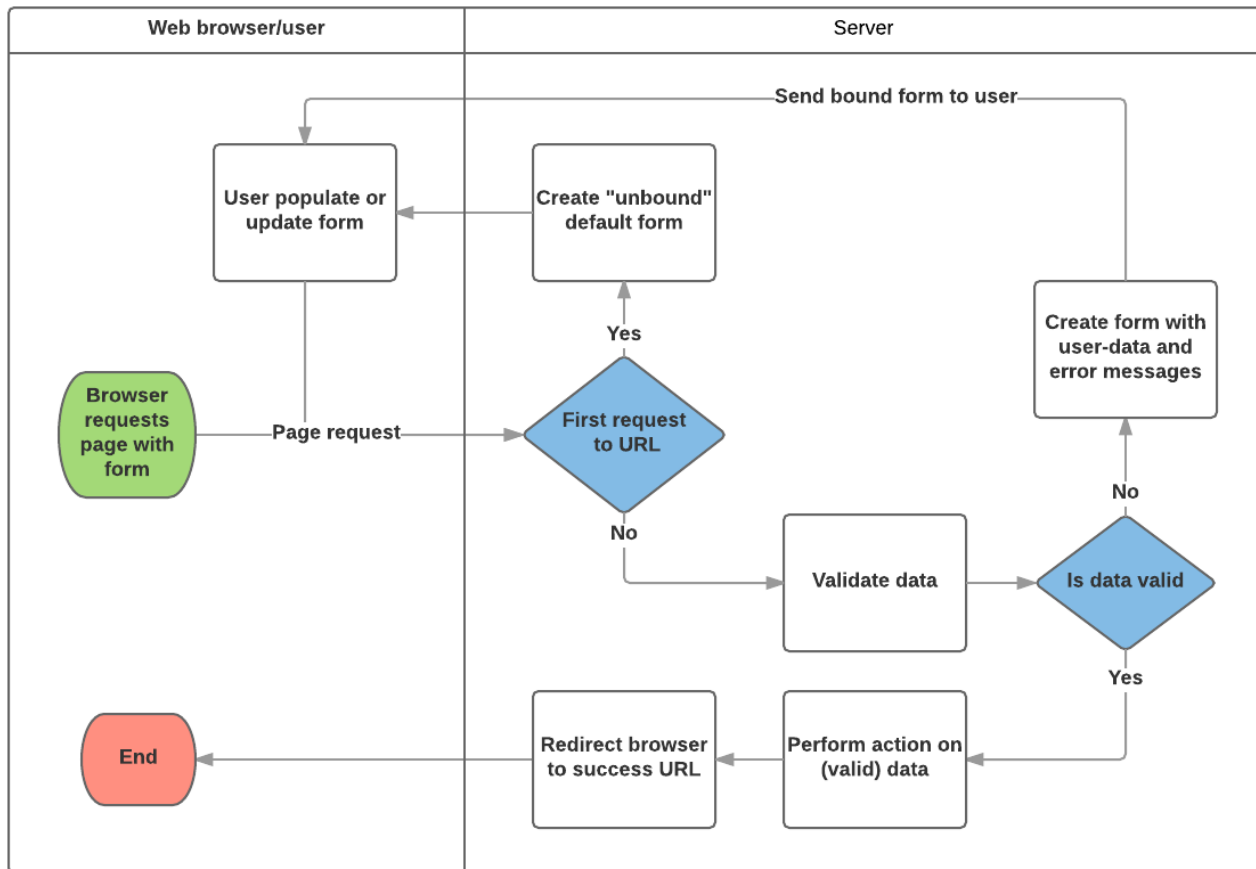 Web browser/user
Server
Send bound form to user
User populate or
update form
Create "unbound"
default form
Create form with
user-data and
error messages
Yes
Browser
requests
page with
form
Page request
First request
to URL
No
No
Validate data
Is data valid
Yes
End
Redirect browser
to success URL
Perform action on
(valid) data